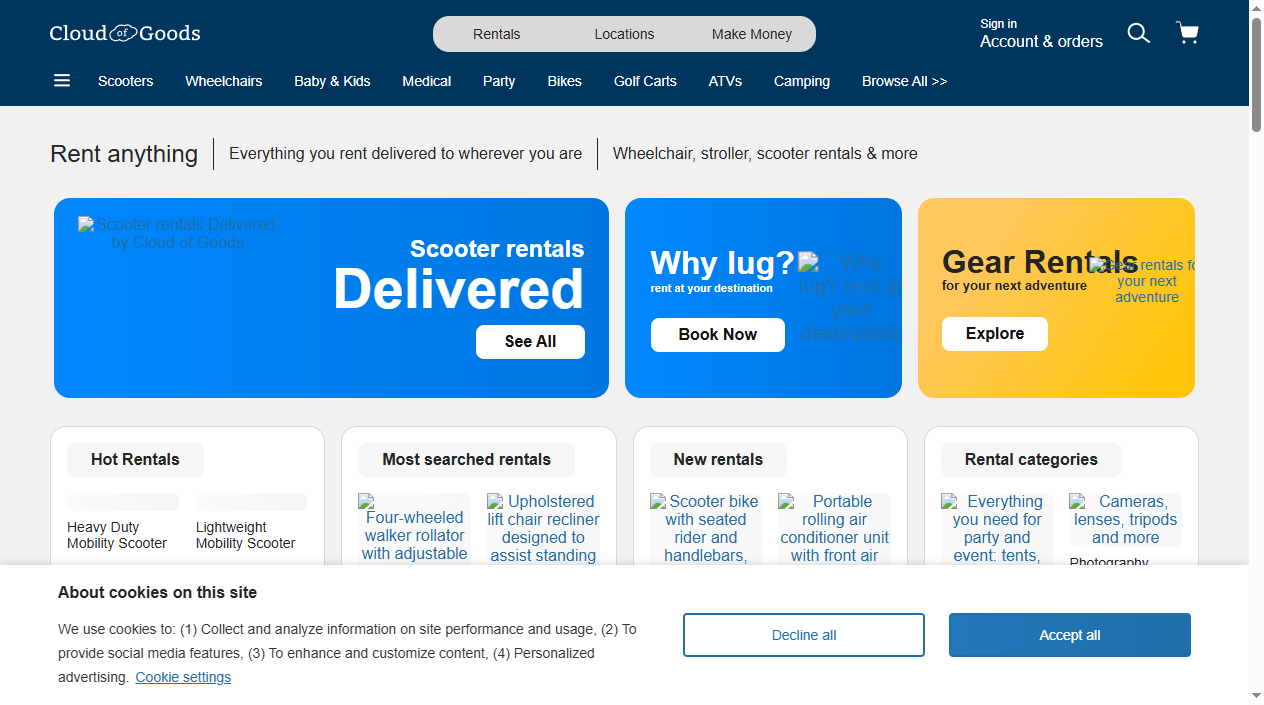 Cloud of Goods
Rentals
Locations
Make Money
Sign in
Account & orders
Scooters
Wheelchairs
Baby & Kids
Medical
Party
Bikes
Golf Carts
ATVs
Camping
Browse All >>
Rent anything
Everything you rent delivered to wherever you are
Wheelchair, stroller, scooter rentals & more
Scooter rentals Delivered
by Cloud of Goods
Scooter rentals
Delivered
See All
Why lug?
rent at your destination
Book Now
Why
lug? rent at
your
destination
Gear Rentals
for your next adventure
Explore
Gear rentals fo
your next
adventure
Hot Rentals
Heavy Duty
Mobility Scooter
Lightweight
Mobility Scooter
Most searched rentals
Four-wheeled
walker rollator
with adjustable
Upholstered
lift chair recliner
designed to
assist standing
New rentals
Scooter bike
with seated
rider and
handlebars,
Portable
rolling air
conditioner unit
with front air
Rental categories
Everything
you need for
party and
event: tents,
Cameras,
lenses, tripods
and more
Photography
About cookies on this site
We use cookies to: (1) Collect and analyze information on site performance and usage, (2) To
provide social media features, (3) To enhance and customize content, (4) Personalized
advertising. Cookie settings
Decline all
Accept all